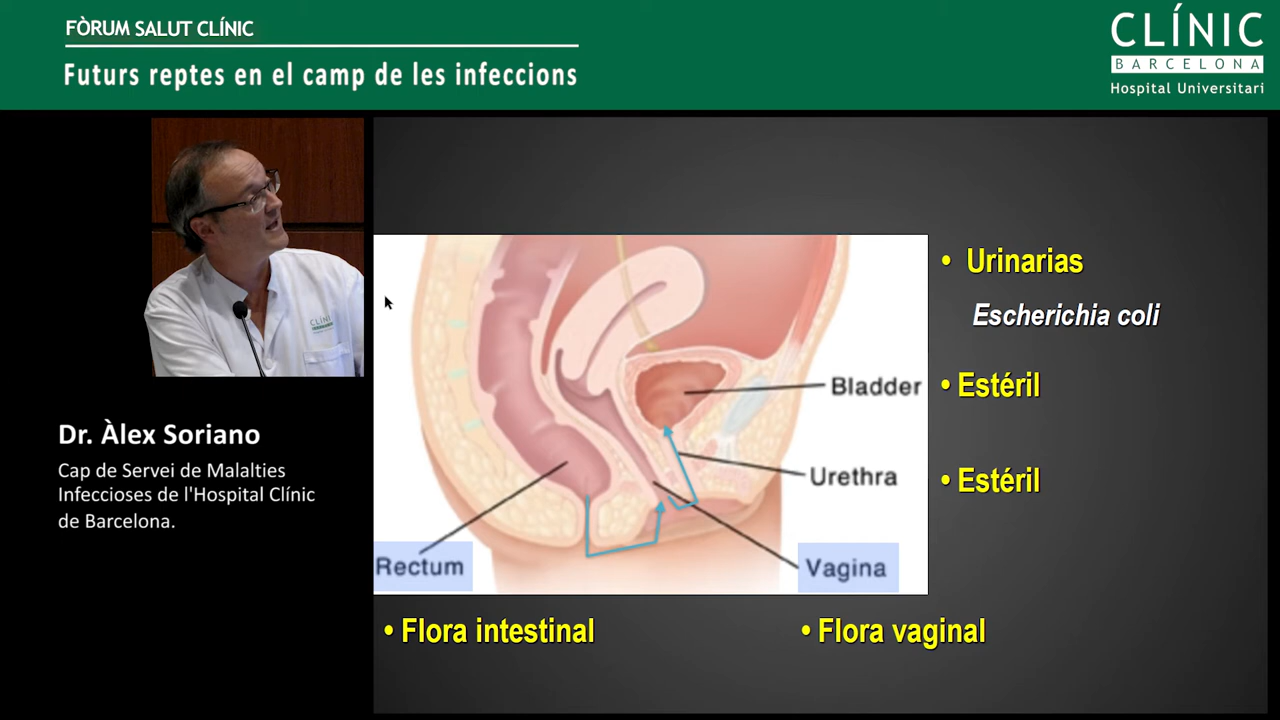 FÒRUM SALUT CLÍNIC
Futurs reptes en el camp de les infeccions
CLÍNIC
BARCELONA
Hospital Universitari
CLÍNIC
Dr. Àlex Soriano
Cap de Servei de Malalties
Infeccioses de l'Hospital Clínic
de Barcelona.
• Urinarias
Escherichia coli
Bladder
• Estéril
Urethra
• Estéril
Rectum
Vagina
• Flora intestinal
• Flora vaginal